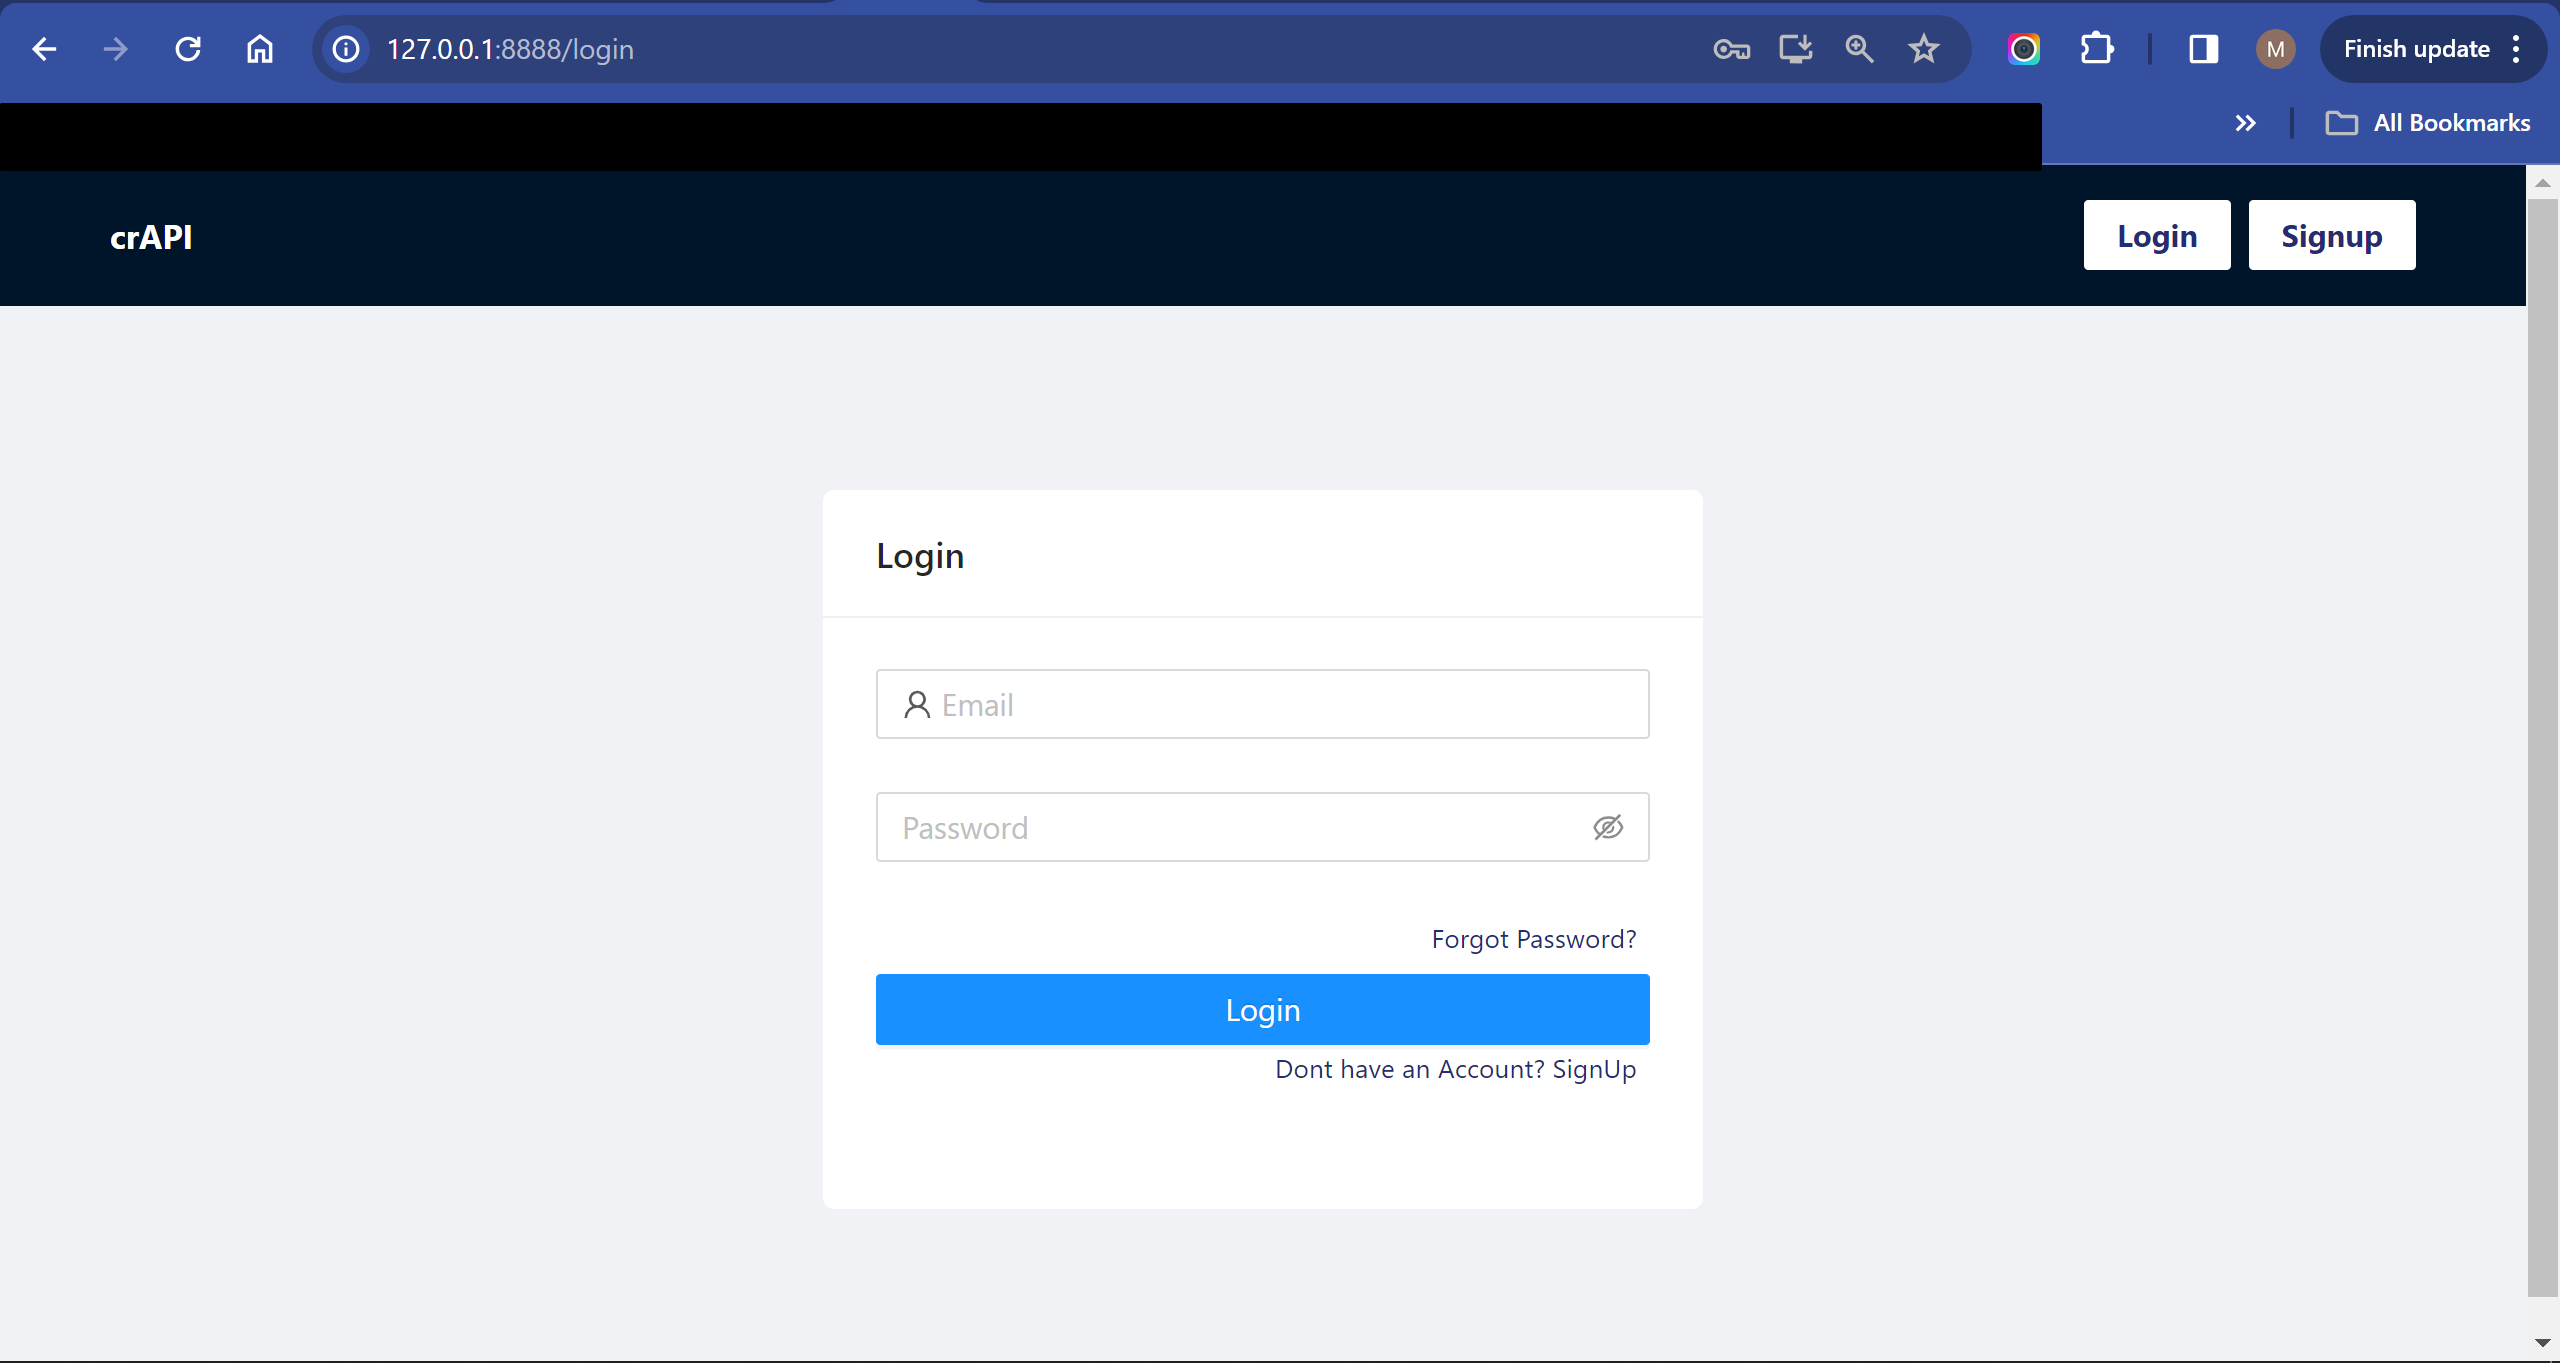 127.0.0.1:8888/login
M
Finish update
All Bookmarks
crAPI
Login
Signup
Login
Email
Password
Forgot Password?
Login
Dont have an Account? SignUp